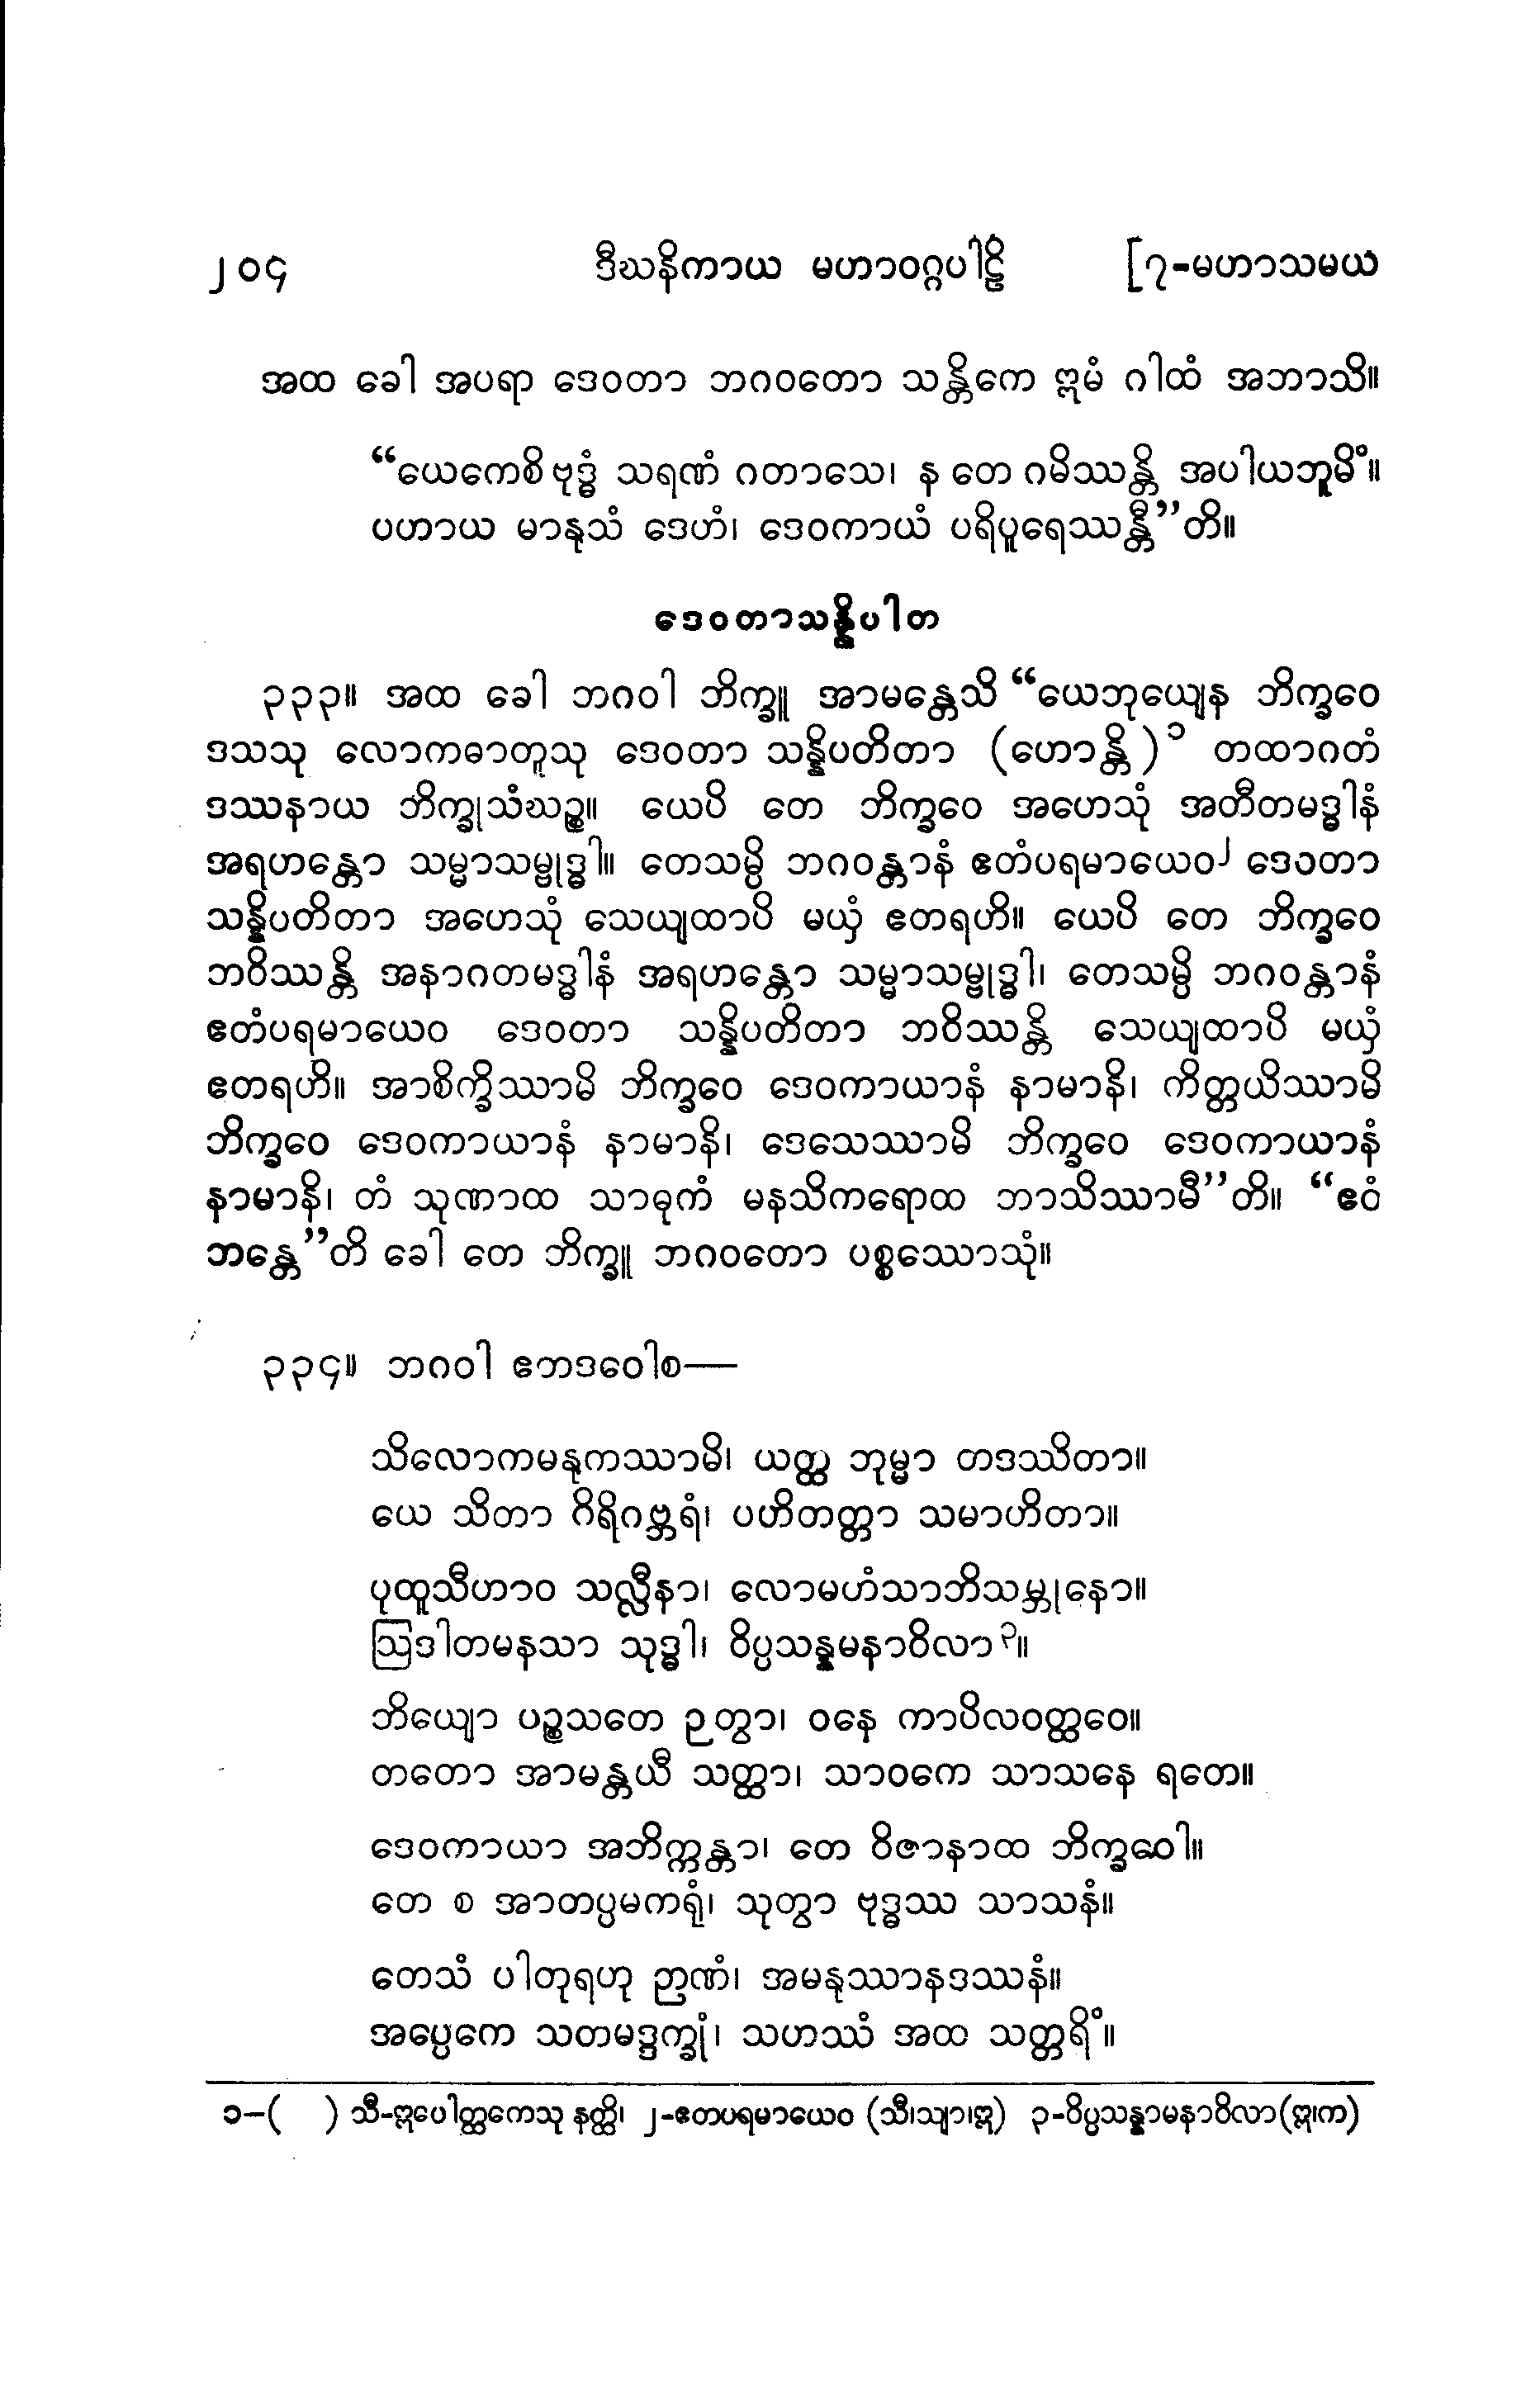 ၂၀၄ ဒီဃနိကာယ မဟာဝဂ္ဂပါဠိ [၇-မဟာသမယ
အထ ခေါ အပရာ ဒေဝတာ ဘဂဝတော သန္တိကေ ဣမံ ဂါထံ အဘာသိ။
“ယေကေစိ ဗုဒ္ဓံ သရဏံ ဂတာသေ၊ န တေ ဂမိဿန္တိ အပါယဘူမိံ။
ပဟာယ မာနုသံ ဒေဟံ၊ ဒေဝကာယံ ပရိပူရေဿန္တီ”တိ။
ဒေဝတာသန္နိပါတ
၃၃၃။ အထ ခေါ ဘဂဝါ ဘိက္ခူ အာမန္တေသိ “ယေဘုယျေန ဘိက္ခဝေ
ဒသသု လောကဓာတူသု ဒေဝတာ သန္နိပတိတာ (ဟောန္တိ)၁ တထာဂတံ
ဒဿနာယ ဘိက္ခုသံဃဉ္စ။ ယေပိ တေ ဘိက္ခဝေ အဟေသုံ အတီတမဒ္ဓါနံ
အရဟန္တော သမ္မာသမ္ဗုဒ္ဓါ။ တေသမ္ပိ ဘဂဝန္တာနံ ဧတံပရမာယေဝ၂ ဒေဝတာ
သန္နိပတိတာ အဟေသုံ သေယျထာပိ မယှံ ဧတရဟိ။ ယေပိ တေ ဘိက္ခဝေ
ဘဝိဿန္တိ အနာဂတမဒ္ဓါနံ အရဟန္တော သမ္မာသမ္ဗုဒ္ဓါ၊ တေသမ္ပိ ဘဂဝန္တာနံ
ဧတံပရမာယေဝ ဒေဝတာ သန္နိပတိတာ ဘဝိဿန္တိ သေယျထာပိ မယှံ
ဧတရဟိ။ အာစိက္ခိဿာမိ ဘိက္ခဝေ ဒေဝကာယာနံ နာမာနိ၊ ကိတ္တယိဿာမိ
ဘိက္ခဝေ ဒေဝကာယာနံ နာမာနိ၊ ဒေသေဿာမိ ဘိက္ခဝေ ဒေဝကာယာနံ
နာမာနိ၊ တံ သုဏာထ သာဓုကံ မနသိကရောထ ဘာသိဿာမီ”တိ။ “ဧဝံ
ဘန္တေ”တိ ခေါ တေ ဘိက္ခူ ဘဂဝတော ပစ္စဿောသုံ။
၃၃၄။ ဘဂဝါ ဧတဒဝေါစ—
သိလောကမနုကဿာမိ၊ ယတ္ထ ဘုမ္မာ တဒဿိတာ။
ယေ သိတာ ဂိရိဂဗ္ဘရံ၊ ပဟိတတ္တာ သမာဟိတာ။
ပုထူသီဟာဝ သလ္လီနာ၊ လောမဟံသာဘိသမ္ဘုနော။
ဩဒါတမနသာ သုဒ္ဓါ၊ ဝိပ္ပသန္နမနာဝိလာ၃။
ဘိယျော ပဉ္စသတေ ဉတွာ၊ ဝနေ ကာပိလဝတ္ထဝေ။
တတော အာမန္တယီ သတ္ထာ၊ သာဝကေ သာသနေ ရတေ။
ဒေဝကာယာ အဘိက္ကန္တာ၊ တေ ဝိဇာနာထ ဘိက္ခဝေါ။
တေ စ အာတပ္ပမကရုံ၊ သုတွာ ဗုဒ္ဓဿ သာသနံ။
တေသံ ပါတုရဟု ဉာဏံ၊ အမနုဿာနဒဿနံ။
အပ္ပေကေ သတမဒ္ဒက္ခုံ၊ သဟဿံ အထ သတ္တရိံ။
၁-( ) သီ-ဣပေါတ္ထကေသု နတ္ထိ၊ ၂-ဧတပရမာယေဝ (သီ၊သျာ၊ဣ) ၃-ဝိပ္ပသန္နာမနာဝိလာ(ဣ၊က)